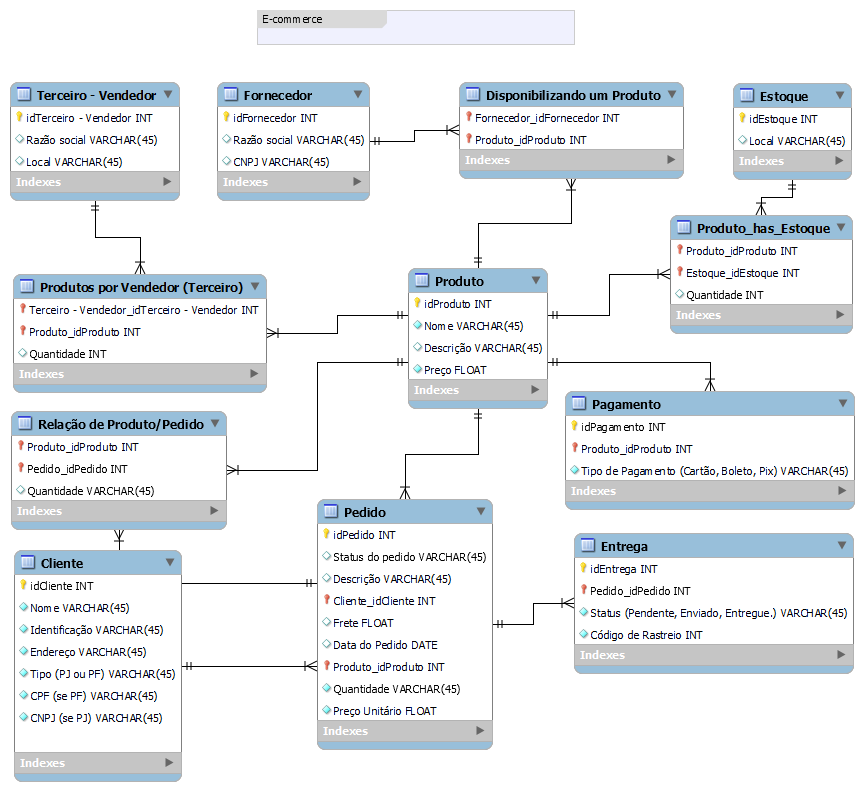 E-commerce
Terceiro - Vendedor
idTerceiro - Vendedor INT
Razão social VARCHAR(45)
Local VARCHAR(45)
Indexes
Fornecedor
idFornecedor INT
Razão social VARCHAR(45)
CNPJ VARCHAR(45)
Indexes
Disponibilizando um Produto
Fornecedor_idFornecedor INT
Produto_idProduto INT
Indexes
Estoque
idEstoque INT
Local VARCHAR(45)
Indexes
Produto_has_Estoque
Produto_idProduto INT
Estoque_idEstoque INT
Quantidade INT
Indexes
Produtos por Vendedor (Terceiro)
Terceiro - Vendedor_idTerceiro - Vendedor INT
Produto_idProduto INT
Quantidade INT
Indexes
Produto
idProduto INT
Nome VARCHAR(45)
Descrição VARCHAR(45)
Preço FLOAT
Indexes
Pagamento
idPagamento INT
Produto_idProduto INT
Tipo de Pagamento (Cartão, Boleto, Pix) VARCHAR(45)
Indexes
Relação de Produto/Pedido
Produto_idProduto INT
Pedido_idPedido INT
Quantidade VARCHAR(45)
Indexes
Pedido
idPedido INT
Status do pedido VARCHAR(45)
Descrição VARCHAR(45)
Cliente_idCliente INT
Frete FLOAT
Data do Pedido DATE
Produto_idProduto INT
Quantidade VARCHAR(45)
Preço Unitário FLOAT
Indexes
Entrega
idEntrega INT
Pedido_idPedido INT
Status (Pendente, Enviado, Entregue.) VARCHAR(45)
Código de Rastreio INT
Indexes
Cliente
idCliente INT
Nome VARCHAR(45)
Identificação VARCHAR(45)
Endereço VARCHAR(45)
Tipo (PJ ou PF) VARCHAR(45)
CPF (se PF) VARCHAR(45)
CNPJ (se PJ) VARCHAR(45)
Indexes